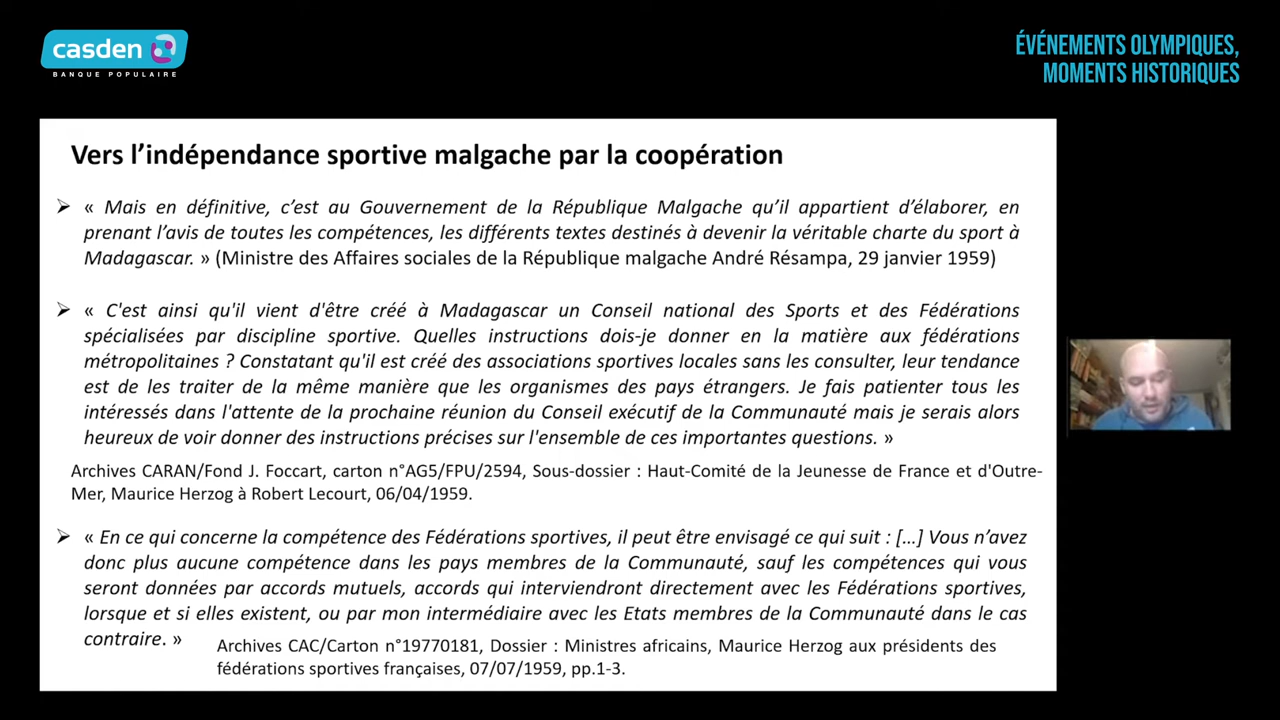 casden
BANQUE POPULAIRE
ÉVÉNEMENTS OLYMPIQUES,
MOMENTS HISTORIQUES
Vers l’indépendance sportive malgache par la coopération
« Mais en définitive, c’est au Gouvernement de la République Malgache qu’il appartient d’élaborer, en
prenant l’avis de toutes les compétences, les différents textes destinés à devenir la véritable charte du sport à
Madagascar. » (Ministre des Affaires sociales de la République malgache André Résampa, 29 janvier 1959)
« C'est ainsi qu'il vient d'être créé à Madagascar un Conseil national des Sports et des Fédérations
spécialisées par discipline sportive. Quelles instructions dois-je donner en la matière aux fédérations
métropolitaines ? Constatant qu'il est créé des associations sportives locales sans les consulter, leur tendance
est de les traiter de la même manière que les organismes des pays étrangers. Je fais patienter tous les
intéressés dans l'attente de la prochaine réunion du Conseil exécutif de la Communauté mais je serais alors
heureux de voir donner des instructions précises sur l'ensemble de ces importantes questions. »
Archives CARAN/Fond J. Foccart, carton n°AG5/FPU/2594, Sous-dossier : Haut-Comité de la Jeunesse de France et d'Outre-
Mer, Maurice Herzog à Robert Lecourt, 06/04/1959.
« En ce qui concerne la compétence des Fédérations sportives, il peut être envisagé ce qui suit : [...] Vous n’avez
donc plus aucune compétence dans les pays membres de la Communauté, sauf les compétences qui vous
seront données par accords mutuels, accords qui interviendront directement avec les Fédérations sportives,
lorsque et si elles existent, ou par mon intermédiaire avec les Etats membres de la Communauté dans le cas
contraire. »
Archives CAC/Carton n°19770181, Dossier : Ministres africains, Maurice Herzog aux présidents des
fédérations sportives françaises, 07/07/1959, pp.1-3.